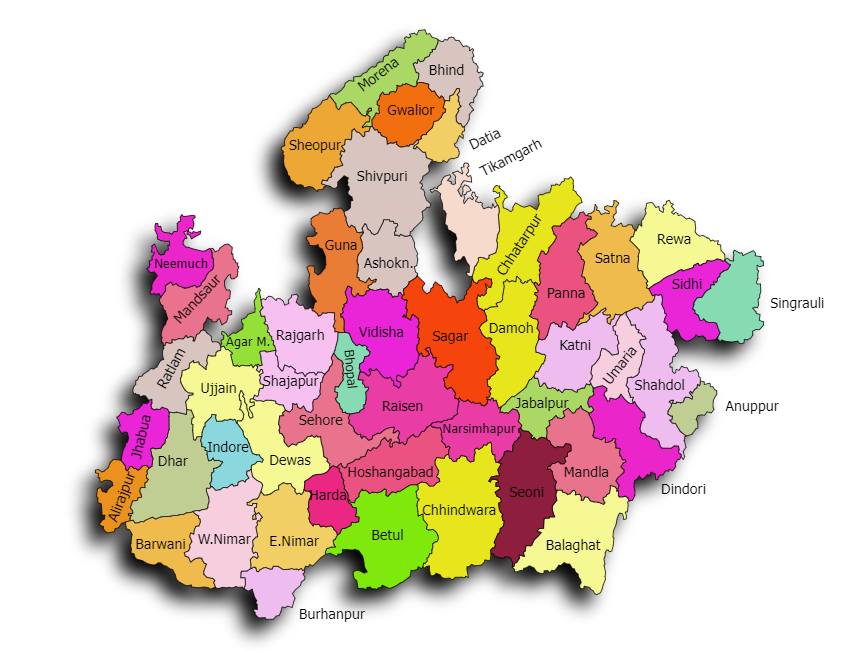 Morena
Bhind
Gwalior
Datia
Sheopur
Tikamgarh
Shivpuri
Chhatarpur
Guna
Ashokn.
Satna
Rewa
Neemuch
Mandsaur
Panna
Sidhi
Singrauli
Agar M.
Rajgarh
Vidisha
Sagar
Damoh
Katni
Umaria
Shahdol
Ratlam
Ujjain
Shajapur
Bhopal
Raisen
Jabalpur
Anuppur
Jhabua
Sehore
Narsimhapur
Indore
Dhar
Dewas
Hoshangabad
Mandla
Dindori
Alirajpur
Harda
Seoni
Chhindwara
Barwani
W.Nimar
E.Nimar
Betul
Balaghat
Burhanpur